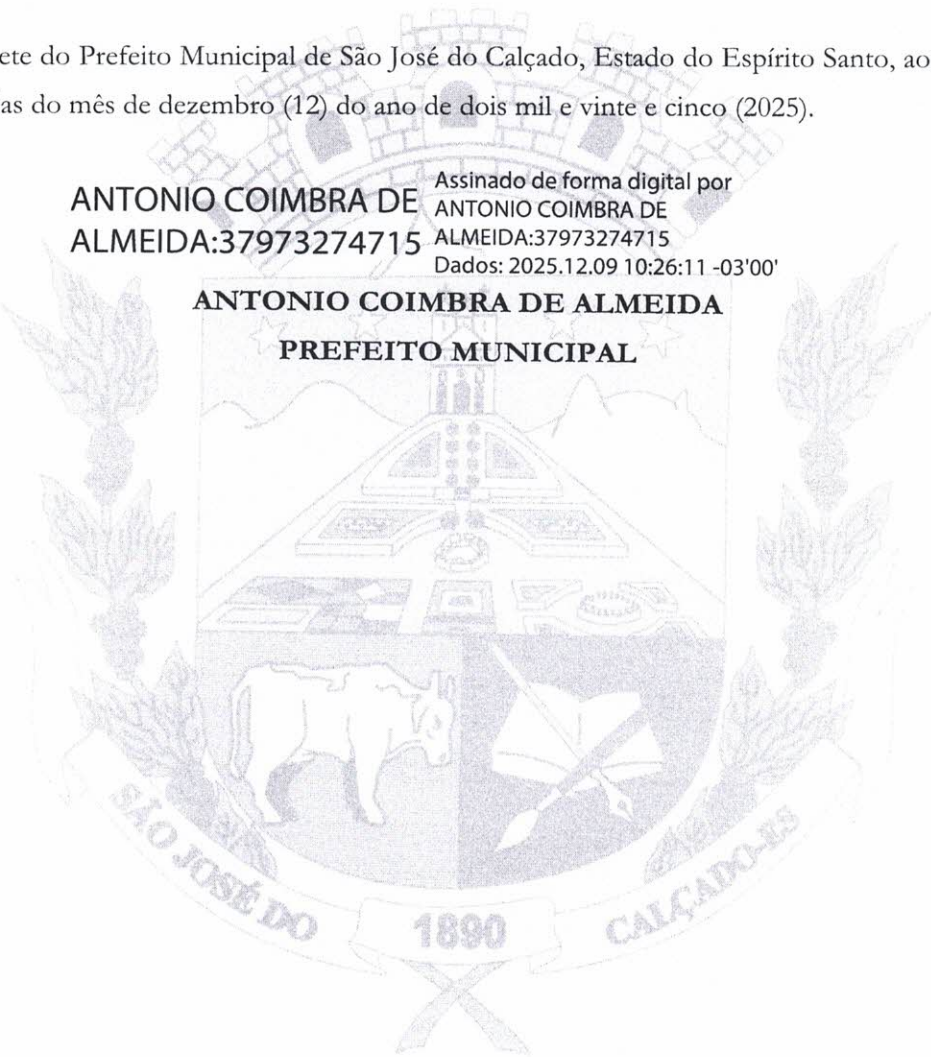 ete do Prefeito Municipal de São José do Calçado, Estado do Espírito Santo, ao
as do mês de dezembro (12) do ano de dois mil e vinte e cinco (2025).
ANTONIO COIMBRA DE
ALMEIDA:37973274715
Assinado de forma digital por
ANTONIO COIMBRA DE
ALMEIDA:37973274715
Dados: 2025.12.09 10:26:11 -03'00'
ANTONIO COIMBRA DE ALMEIDA
PREFEITO MUNICIPAL
SÃO JOSÉ DO
1890
CALÇADO-ES